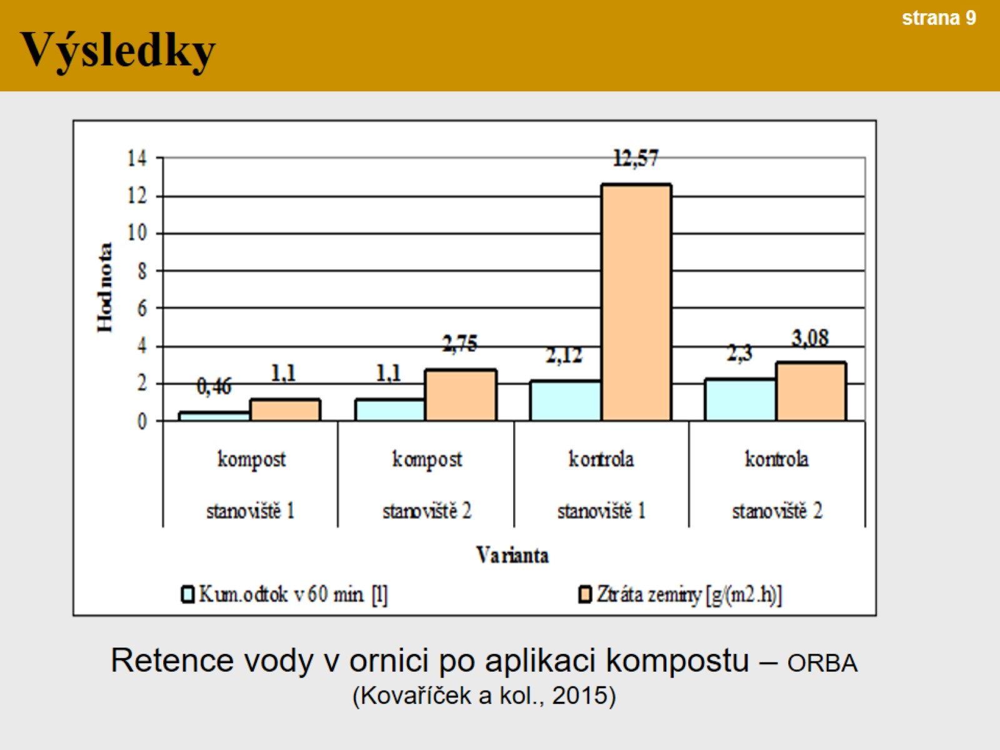 strana 9
Výsledky
14
12
10
8
6
4
2
0
Hodnota
0,46
1,1
1,1
2,75
2,12
12,57
2,3
3,08
kompost
kompost
kontrola
kontrola
stanoviště 1
stanoviště 2
stanoviště 1
stanoviště 2
Varianta
Kum.odtok v 60 min [l]
Ztráta zeminy [g/(m2.h)]
Retence vody v ornici po aplikaci kompostu – ORBA
(Kovaříček a kol., 2015)